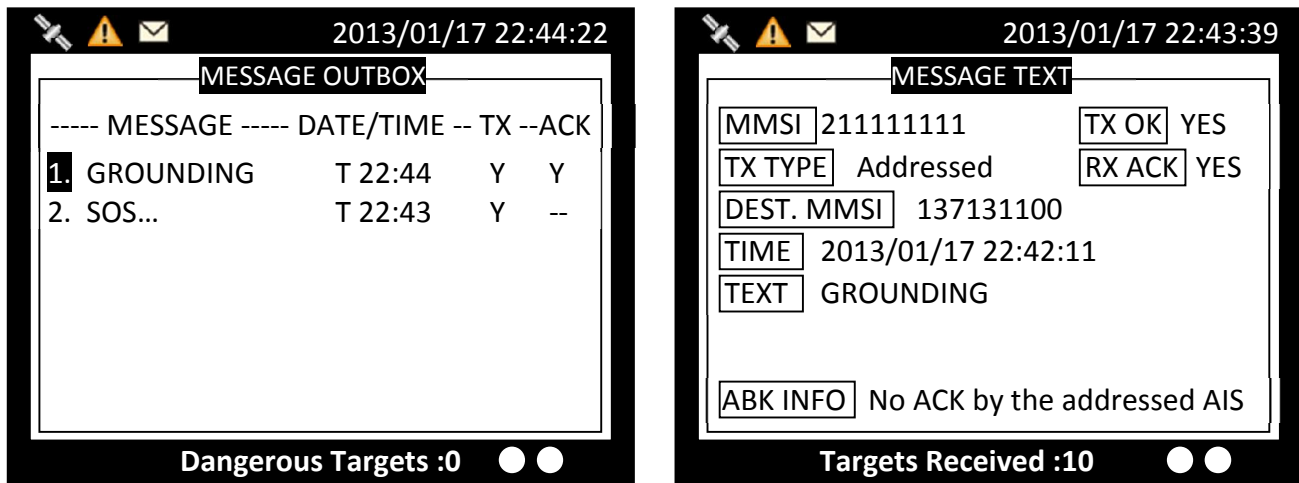 2013/01/17 22:44:22
MESSAGE OUTBOX
----- MESSAGE ----- DATE/TIME -- TX --ACK
1. GROUNDING T 22:44 Y Y
2. SOS... T 22:43 Y --
Dangerous Targets :0
2013/01/17 22:43:39
MESSAGE TEXT
MMSI 211111111 TX OK YES
TX TYPE Addressed RX ACK YES
DEST. MMSI 137131100
TIME 2013/01/17 22:42:11
TEXT GROUNDING
ABK INFO No ACK by the addressed AIS
Targets Received :10